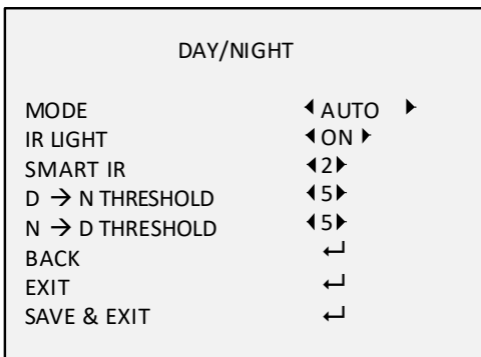 DAY/NIGHT
MODE ◀ AUTO ▶
IR LIGHT ◀ ON ▶
SMART IR ◀ 2 ▶
D → N THRESHOLD ◀ 5 ▶
N → D THRESHOLD ◀ 5 ▶
BACK ↵
EXIT ↵
SAVE & EXIT ↵